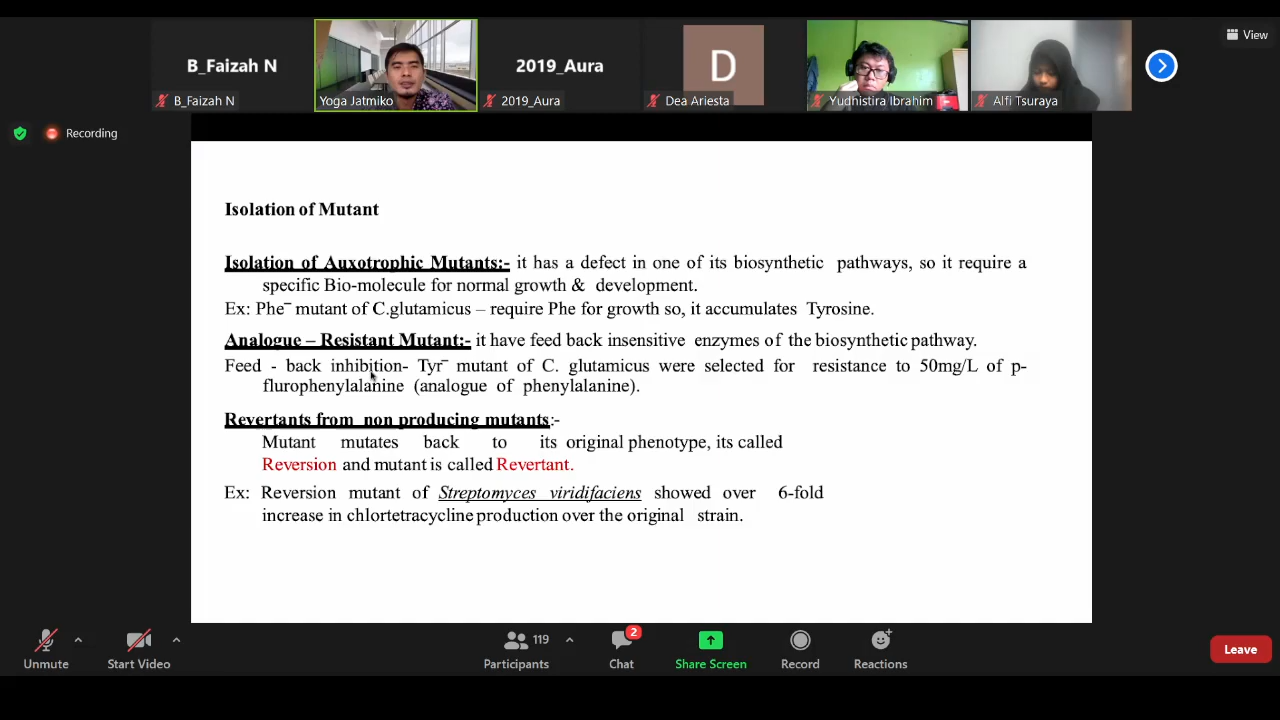 B_Faizah N
2019_Aura
D
View
B_Faizah N
Yoga Jatmiko
2019_Aura
Dea Ariesta
Yudhistira Ibrahim
Alfi Tsuraya
Recording
Isolation of Mutant
Isolation of Auxotrophic Mutants:- it has a defect in one of its biosynthetic pathways, so it require a
specific Bio-molecule for normal growth & development.
Ex: Phe¯ mutant of C.glutamicus – require Phe for growth so, it accumulates Tyrosine.
Analogue – Resistant Mutant:- it have feed back insensitive enzymes of the biosynthetic pathway.
Feed - back inhibition- Tyr¯ mutant of C. glutamicus were selected for resistance to 50mg/L of p-
flurophenylalanine (analogue of phenylalanine).
Revertants from non producing mutants:-
Mutant mutates back to its original phenotype, its called
Reversion and mutant is called Revertant.
Ex: Reversion mutant of Streptomyces viridifaciens showed over 6-fold
increase in chlortetracycline production over the original strain.
119
2
Unmute
Start Video
Participants
Chat
Share Screen
Record
Reactions
Leave